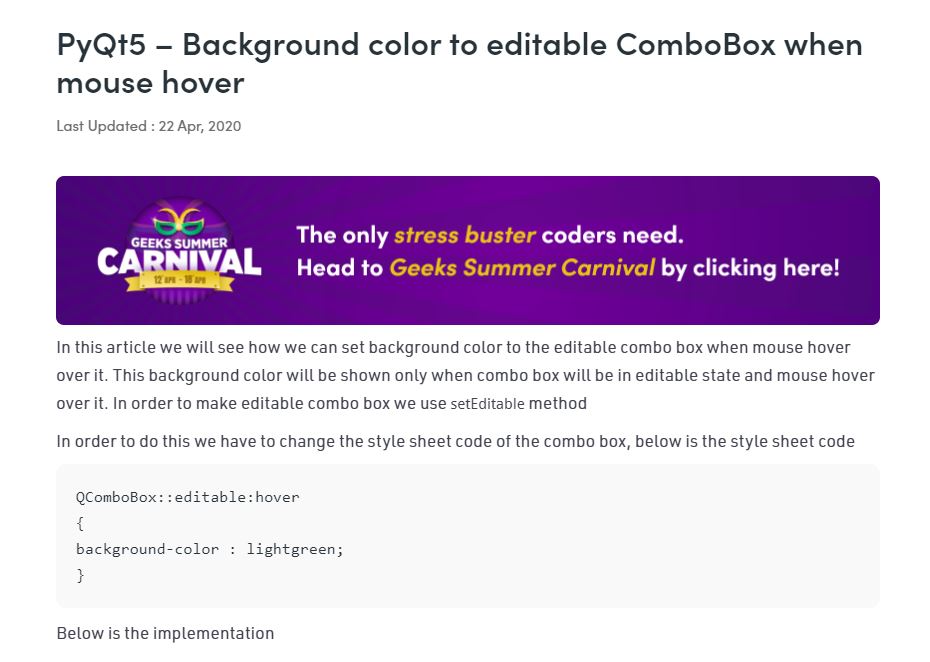 PyQt5 – Background color to editable ComboBox when
mouse hover
Last Updated : 22 Apr, 2020
GEEKS SUMMER
CARNIVAL
12 APR - 18 APR
The only stress buster coders need.
Head to Geeks Summer Carnival by clicking here!
In this article we will see how we can set background color to the editable combo box when mouse hover
over it. This background color will be shown only when combo box will be in editable state and mouse hover
over it. In order to make editable combo box we use setEditable method
In order to do this we have to change the style sheet code of the combo box, below is the style sheet code
QComboBox::editable:hover
{
background-color : lightgreen;
}
Below is the implementation